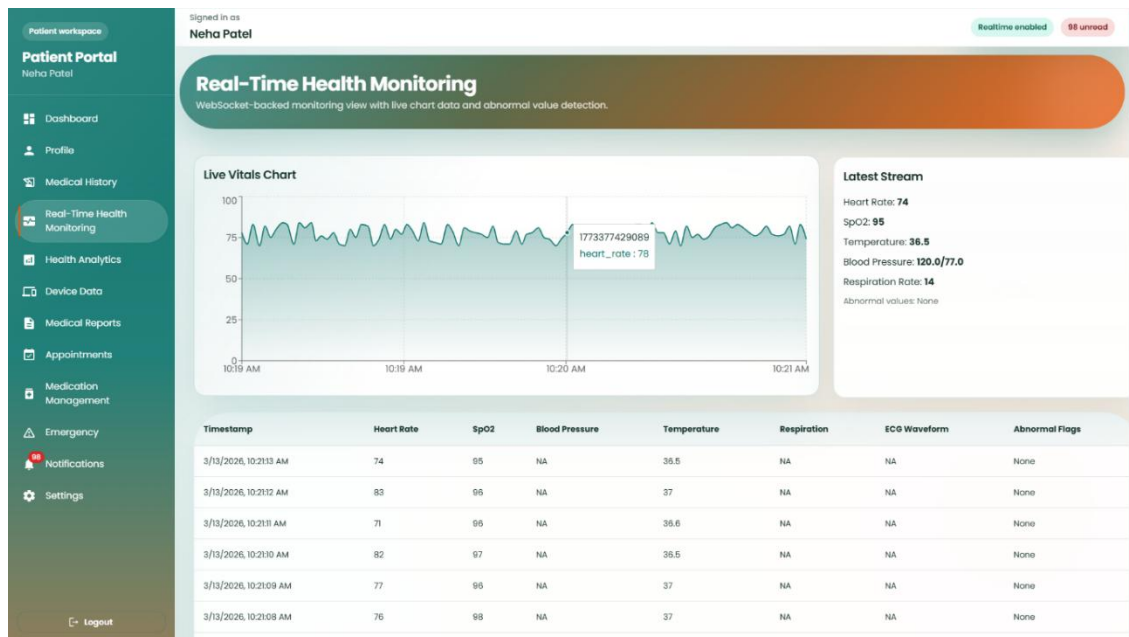 Patient workspace
Patient Portal
Neha Patel
Dashboard
Profile
Medical History
Real-Time Health
Monitoring
Health Analytics
Device Data
Medical Reports
Appointments
Medication
Management
Emergency
98
Notifications
Settings
Logout
Signed in as
Neha Patel
Realtime enabled
98 unread
Real-Time Health Monitoring
WebSocket-backed monitoring view with live chart data and abnormal value detection.
Live Vitals Chart
100
75
50
25
0
10:19 AM 10:19 AM 10:20 AM 10:21 AM
1773377429089
heart_rate : 78
Latest Stream
Heart Rate: 74
SpO2: 95
Temperature: 36.5
Blood Pressure: 120.0/77.0
Respiration Rate: 14
Abnormal values: None
Timestamp Heart Rate SpO2 Blood Pressure Temperature Respiration ECG Waveform Abnormal Flags
3/13/2026, 10:21:13 AM 74 95 NA 36.5 NA NA None
3/13/2026, 10:21:12 AM 83 96 NA 37 NA NA None
3/13/2026, 10:21:11 AM 71 96 NA 36.6 NA NA None
3/13/2026, 10:21:10 AM 82 97 NA 36.5 NA NA None
3/13/2026, 10:21:09 AM 77 96 NA 37 NA NA None
3/13/2026, 10:21:08 AM 76 98 NA 37 NA NA None